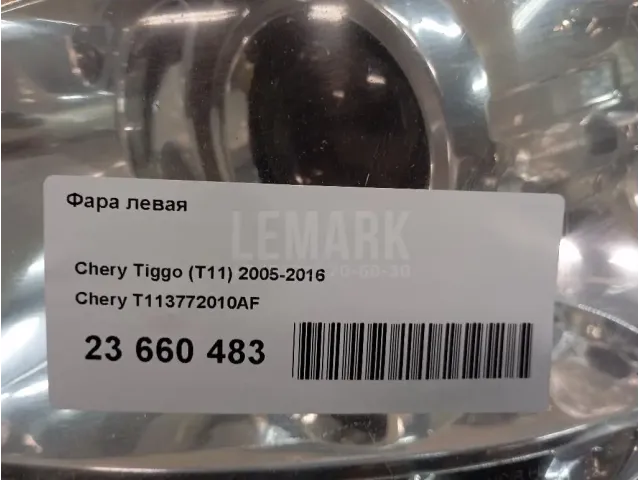 Фара левая
LEMARK
Chery Tiggo (T11) 2005-2016
Chery T113772010AF
23 660 483